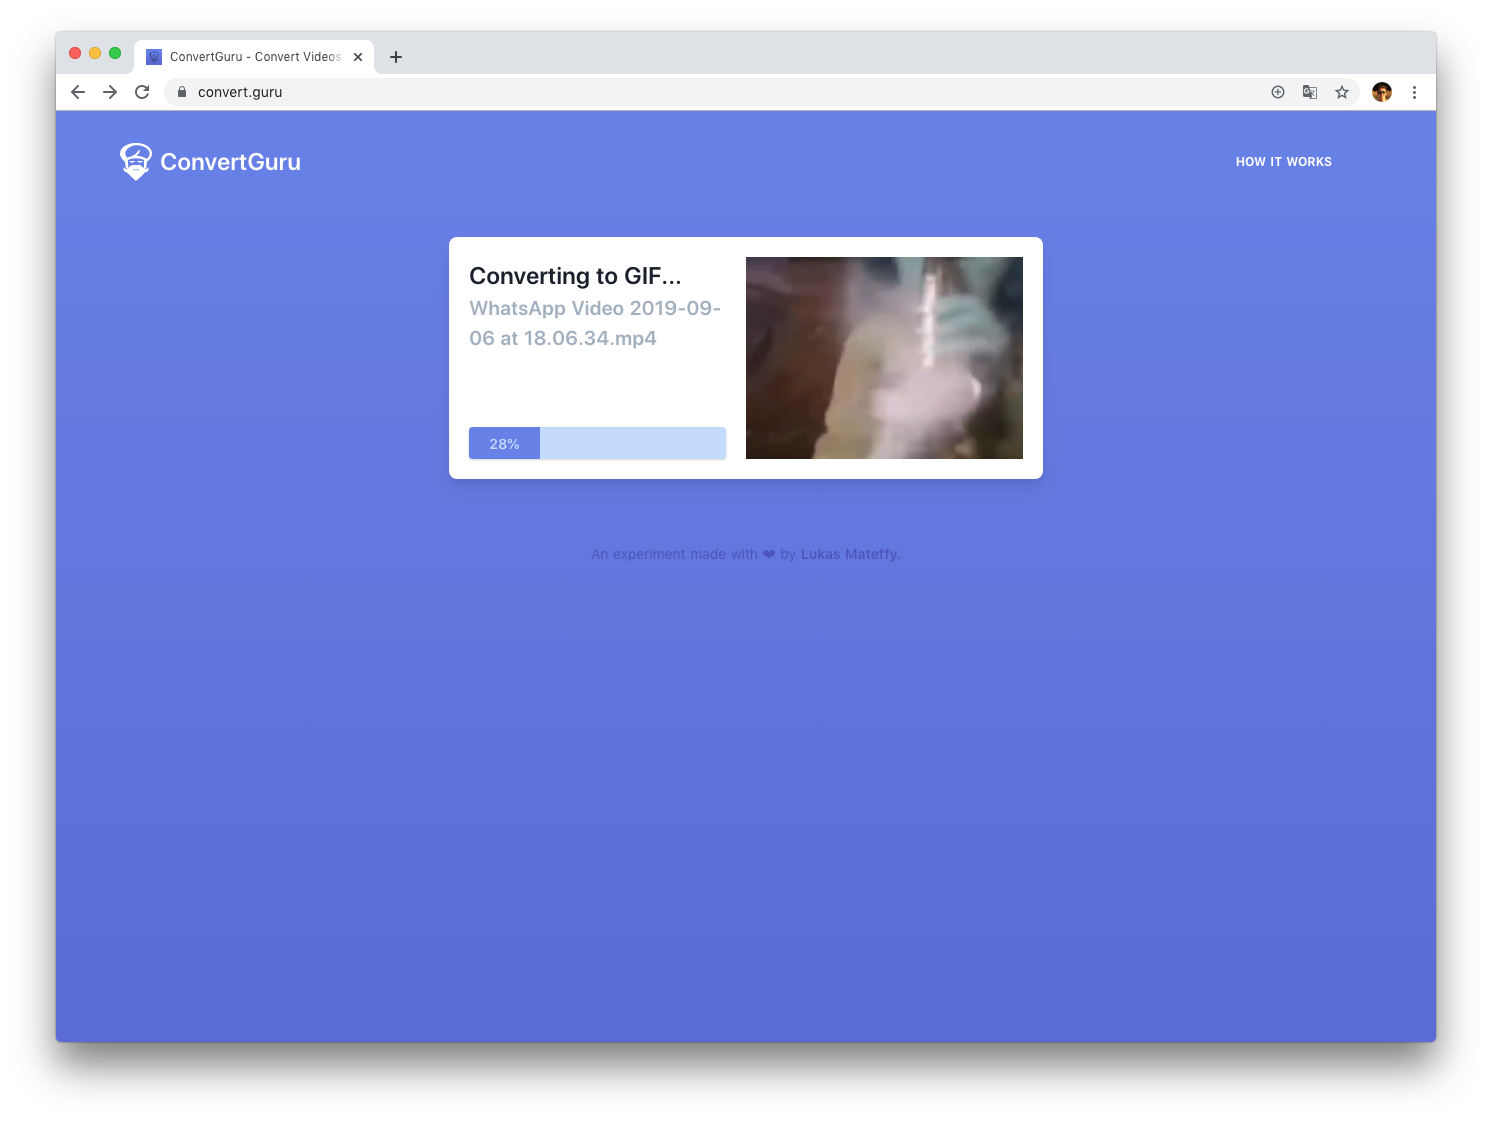 ConvertGuru - Convert Videos
convert.guru
ConvertGuru
HOW IT WORKS
Converting to GIF...
WhatsApp Video 2019-09-
06 at 18.06.34.mp4
28%
An experiment made with ❤ by Lukas Mateffy.